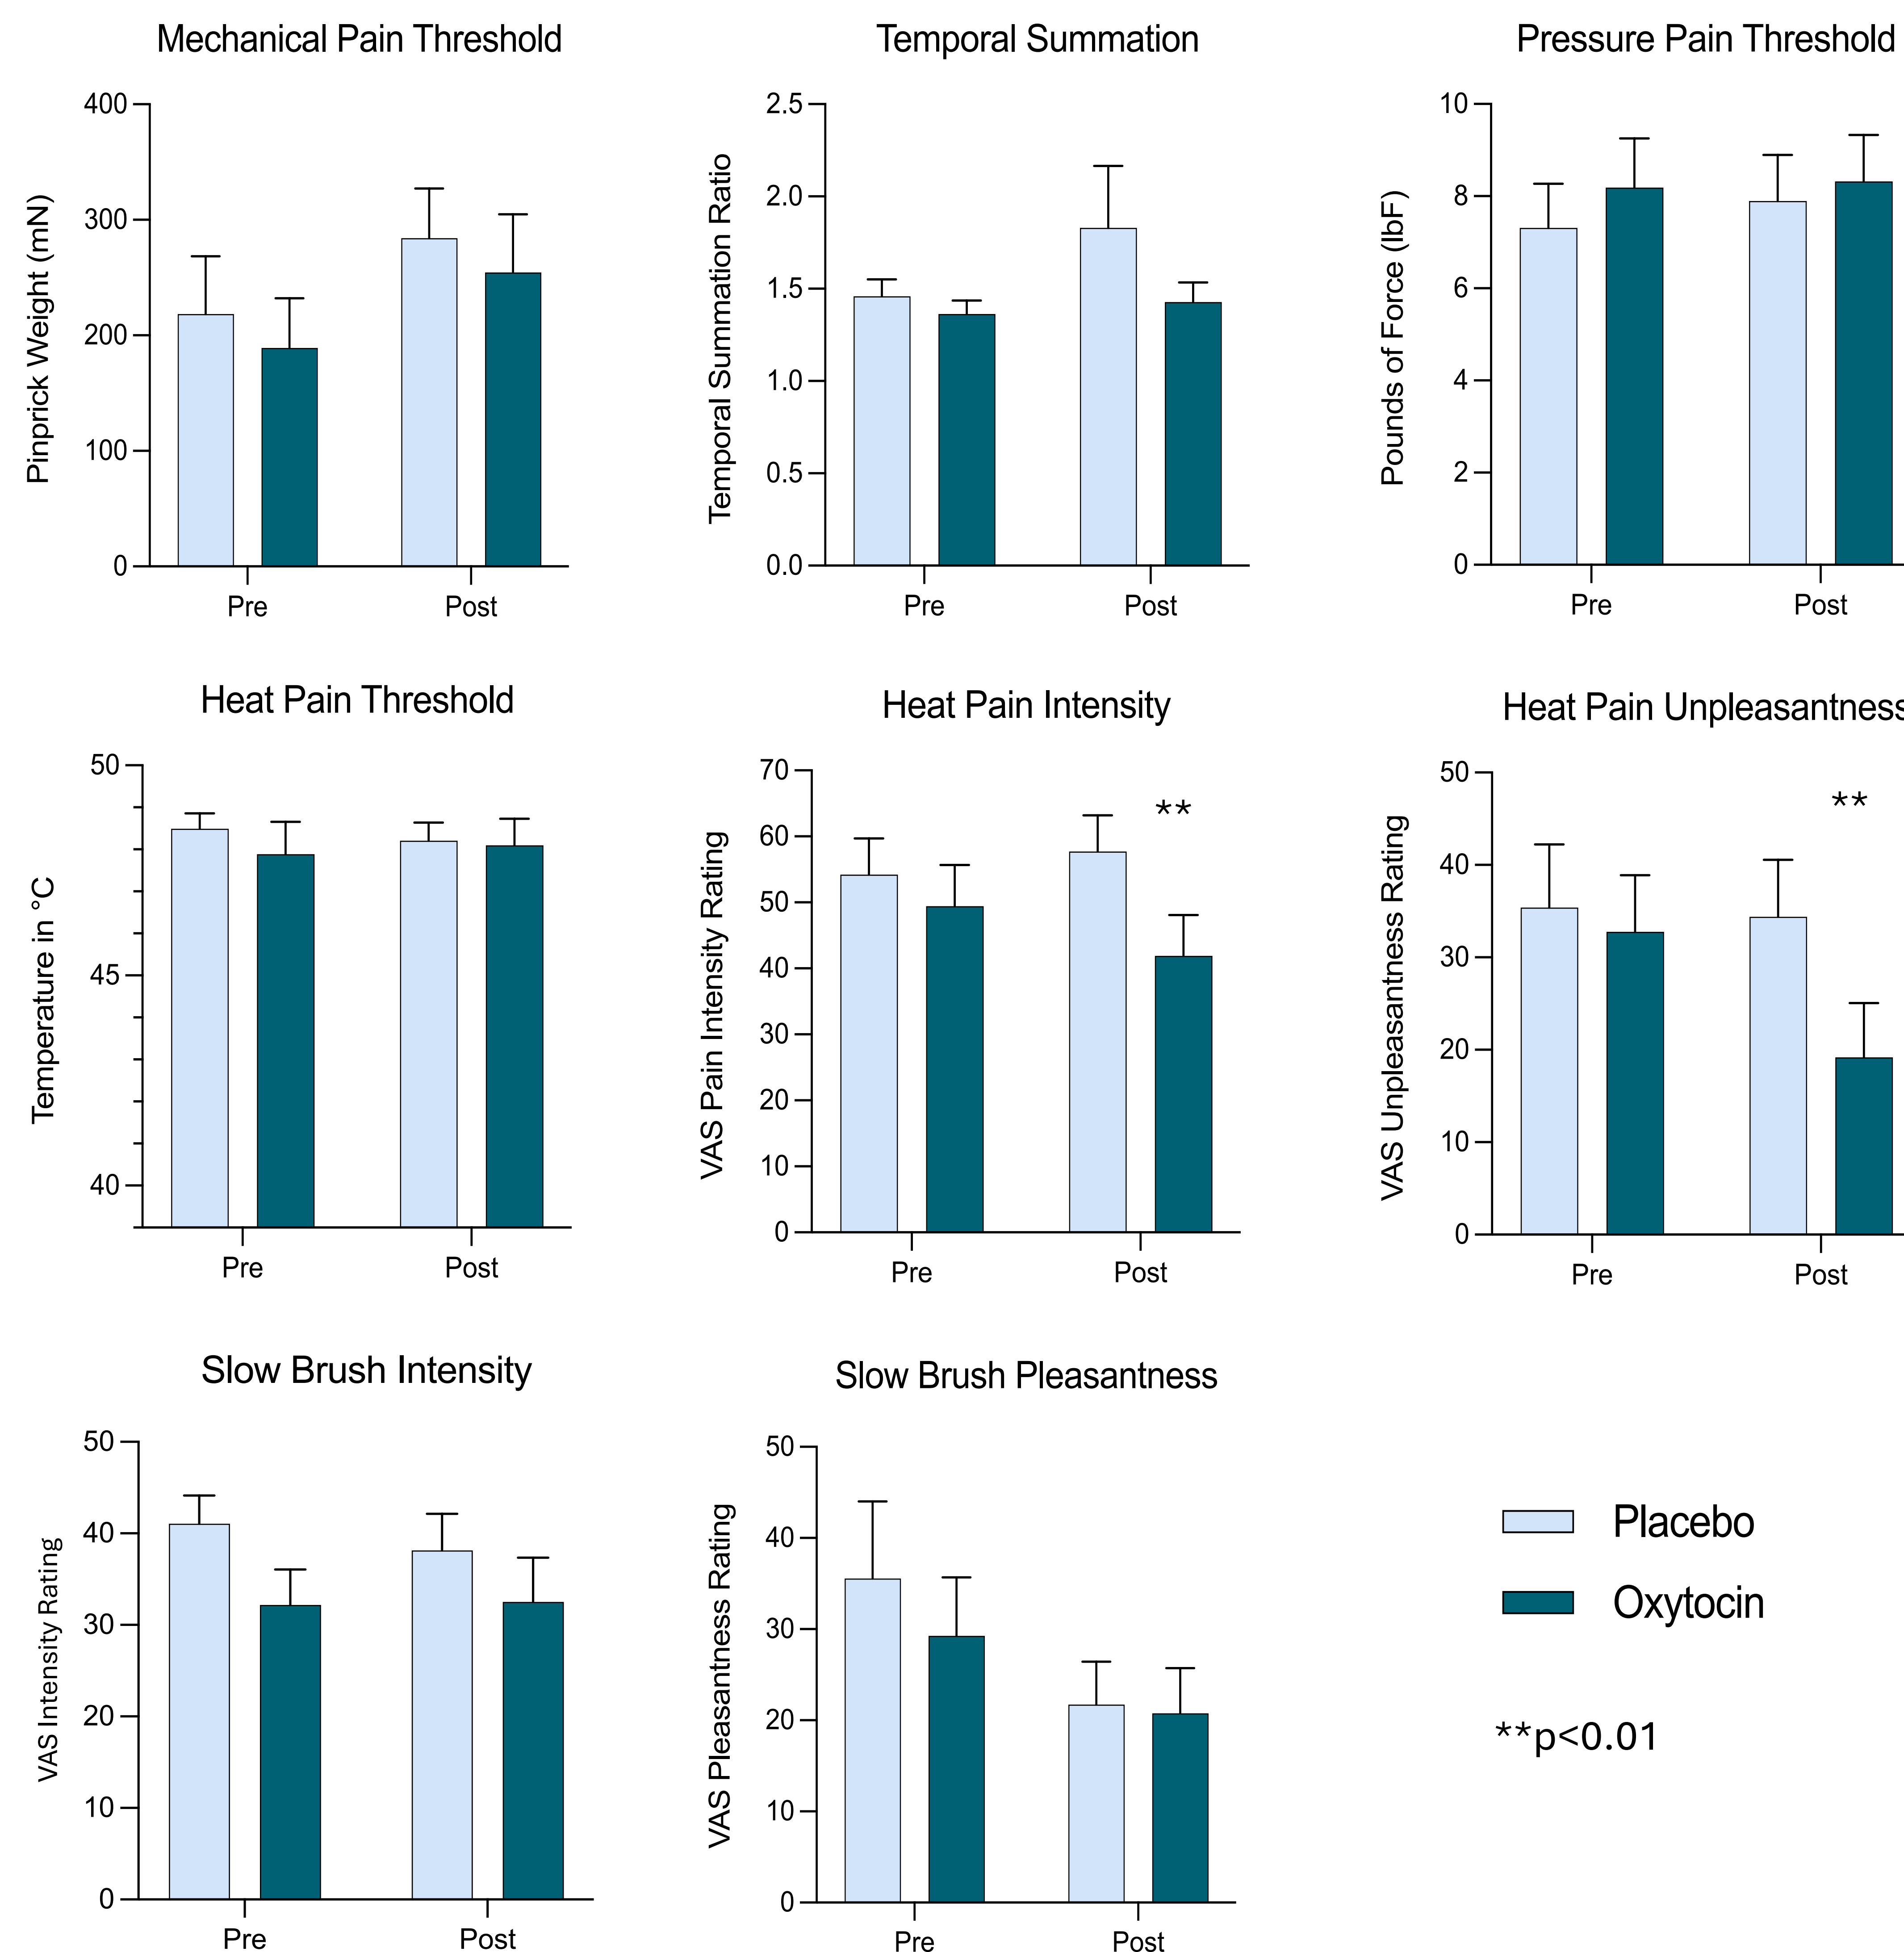 Mechanical Pain Threshold
400
300
200
100
0
Pinprick Weight (mN)
Pre
Post
Temporal Summation
2.5
2.0
1.5
1.0
0.5
0.0
Temporal Summation Ratio
Pre
Post
Pressure Pain Threshold
10
8
6
4
2
0
Pounds of Force (lbF)
Pre
Post
Heat Pain Threshold
50
45
40
Temperature in °C
Pre
Post
Heat Pain Intensity
70
60
50
40
30
20
10
0
VAS Pain Intensity Rating
**
Pre
Post
Heat Pain Unpleasantness
50
40
30
20
10
0
VAS Unpleasantness Rating
**
Pre
Post
Slow Brush Intensity
50
40
30
20
10
0
VAS Intensity Rating
Pre
Post
Slow Brush Pleasantness
50
40
30
20
10
0
VAS Pleasantness Rating
Pre
Post
Placebo
Oxytocin
**p<0.01